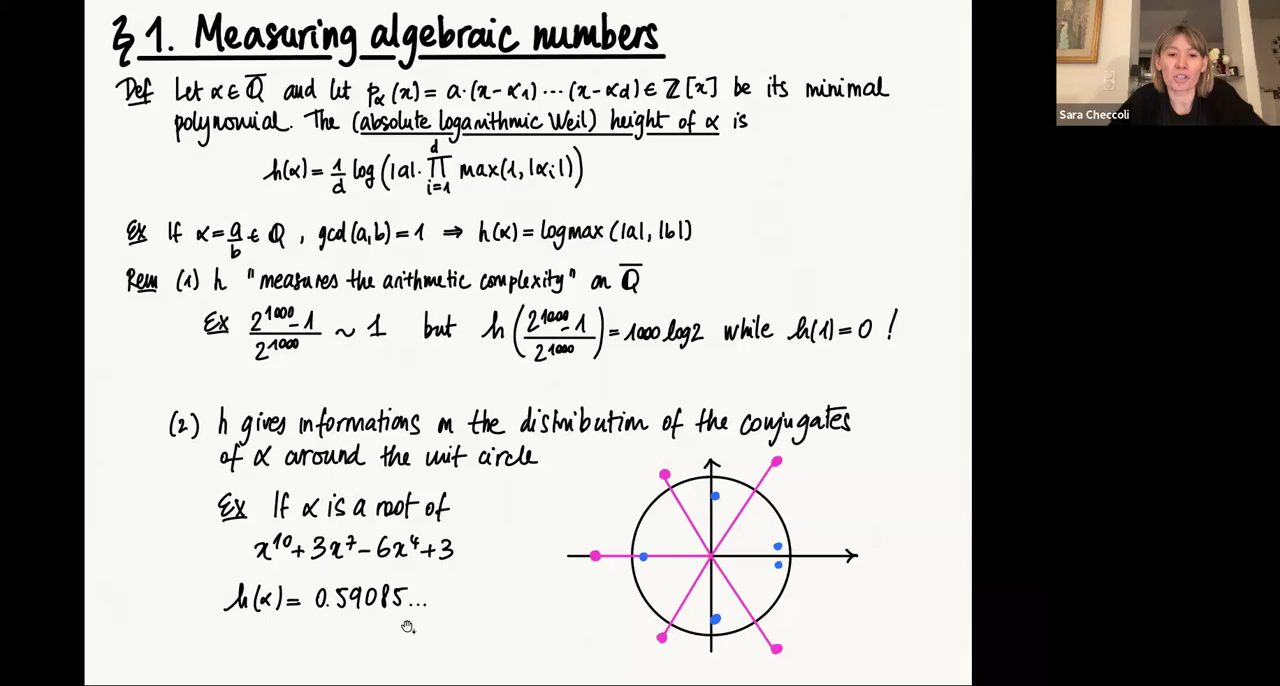 § 1. Measuring algebraic numbers
Sara Checcoli
Def Let α ∈ Q̅ and let pα(x) = a·(x-α1)···(x-αd) ∈ Z[x] be its minimal
polynomial. The (absolute logarithmic Weil) height of α is
h(α) = 1/d log(|a|·∏_{i=1}^{d} max(1, |αi|))
Ex If α = a/b ∈ Q, gcd(a,b) = 1 ⇒ h(α) = log max(|a|, |b|)
Rem (1) h "measures the arithmetic complexity" on Q̅
Ex (2^1000 - 1)/2^1000 ~ 1 but h((2^1000 - 1)/2^1000) = 1000 log 2 while h(1) = 0 !
(2) h gives informations on the distribution of the conjugates
of α around the unit circle
Ex If α is a root of
x^10 + 3x^7 - 6x^4 + 3
h(α) = 0.59085...